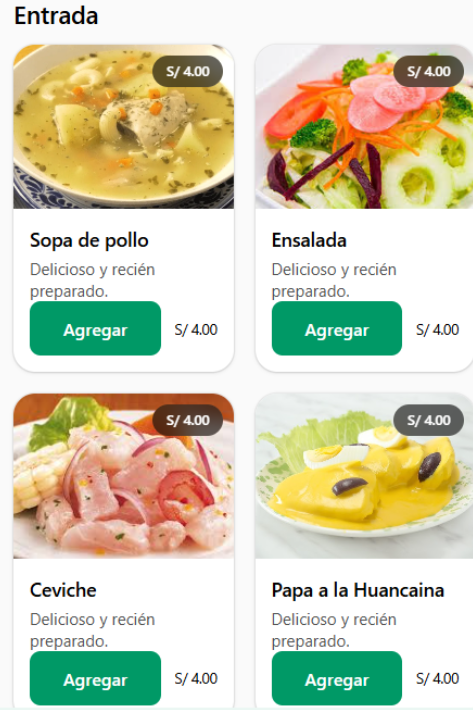 Entrada
S/ 4.00
Sopa de pollo
Delicioso y recién
preparado.
Agregar
S/ 4.00
S/ 4.00
Ensalada
Delicioso y recién
preparado.
Agregar
S/ 4.00
S/ 4.00
Ceviche
Delicioso y recién
preparado.
Agregar
S/ 4.00
S/ 4.00
Papa a la Huancaina
Delicioso y recién
preparado.
Agregar
S/ 4.00